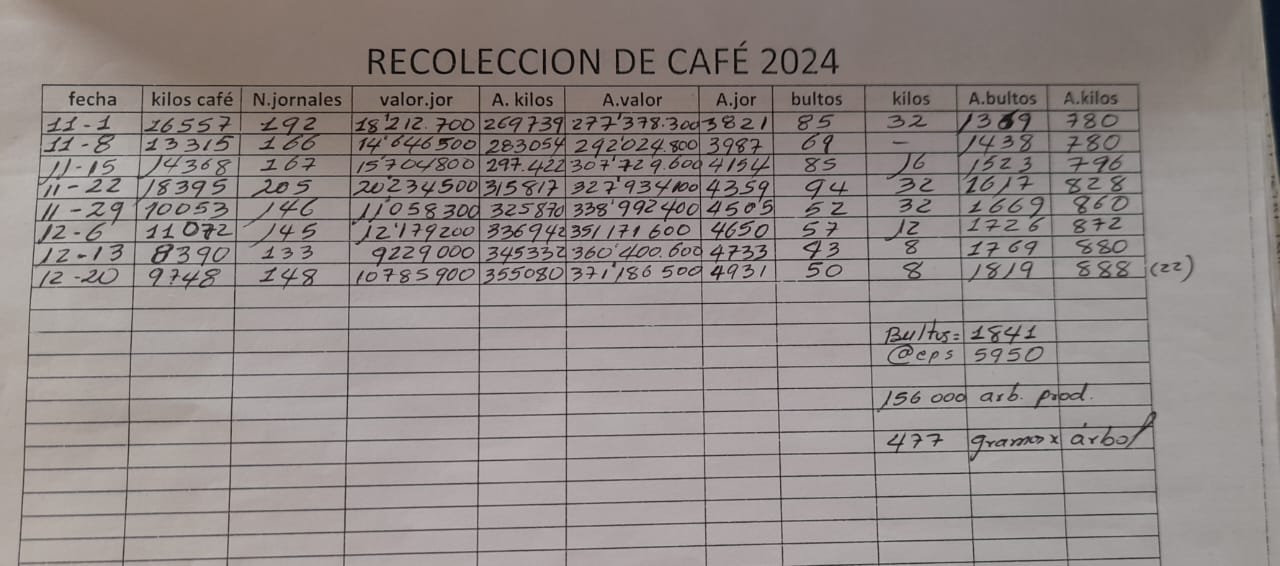 RECOLECCION DE CAFÉ 2024
fecha kilos café N.jornales valor.jor A. kilos A.valor A.jor bultos kilos A.bultos A.kilos
11-1 16557 192 18'212.700 269739 277'378.300 3821 85 32 1369 780
11-8 13315 166 14'646500 283054 292'024.800 3987 69 - 1438 780
11-15 14368 167 15'704800 297.422 307'729.600 4154 85 16 1523 796
11-22 18395 205 20'234500 315817 327'934100 4359 94 32 1617 828
11-29 10053 146 11'058300 325870 338'992400 4505 52 32 1669 860
12-6 11072 145 12'179200 336942 351'171600 4650 57 12 1726 872
12-13 8390 133 9229000 345332 360'400.600 4733 43 8 1769 880
12-20 9748 148 10785900 355080 371'186500 4931 50 8 1819 888 (22)
Bultos= 1841
@cps 5950
156000 arb. prod.
477 gramos x árbol